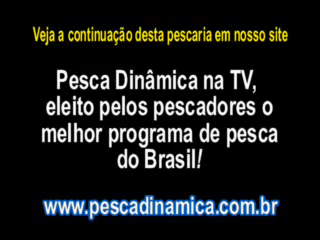 Veja a continuação desta pescaria em nosso site
Pesca Dinâmica na TV,
eleito pelos pescadores o
melhor programa de pesca
do Brasil!
www.pescadinamica.com.br